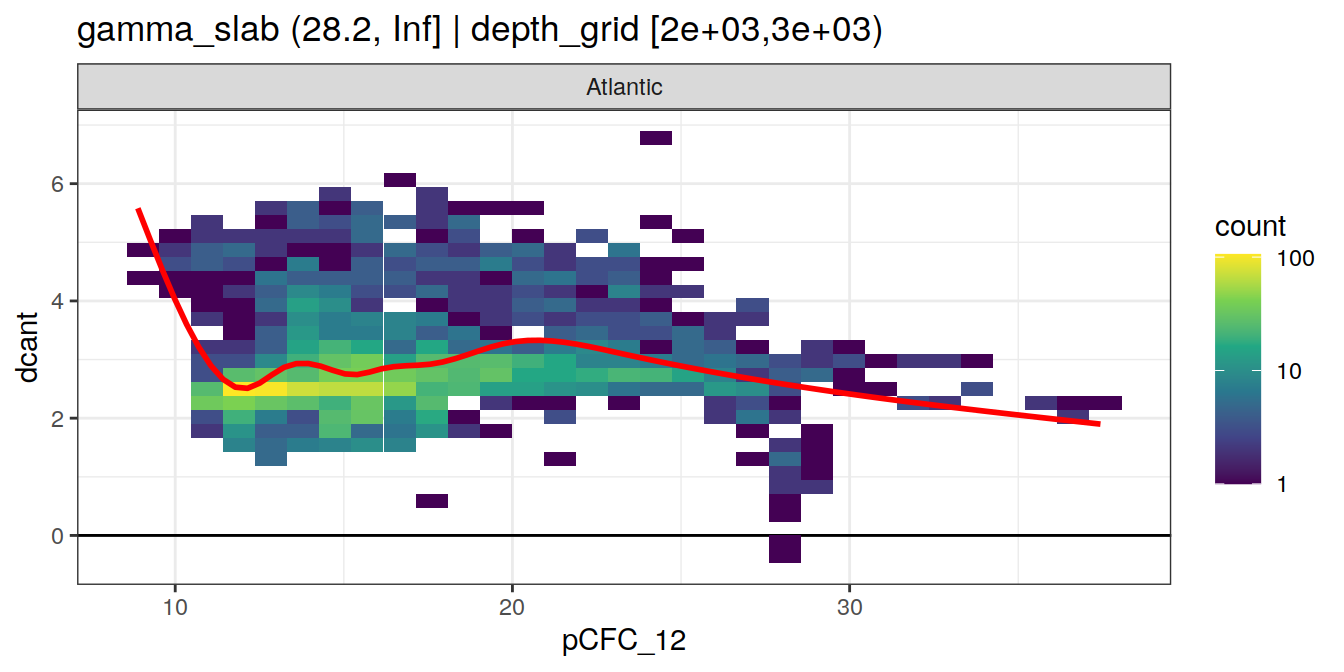 gamma_slab (28.2, Inf] | depth_grid [2e+03,3e+03)
Atlantic
dcant
6
4
2
0
10
20
30
pCFC_12
count
100
10
1